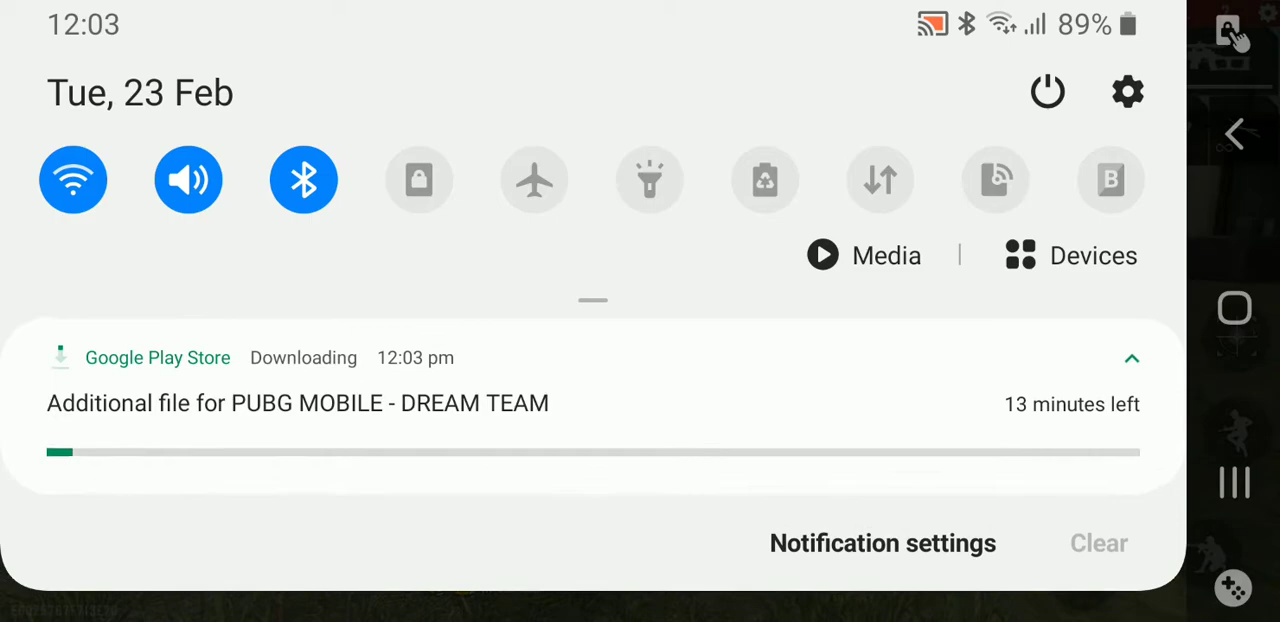 12:03
89%
Tue, 23 Feb
B
Media
Devices
Google Play Store Downloading 12:03 pm
Additional file for PUBG MOBILE - DREAM TEAM
13 minutes left
Notification settings
Clear